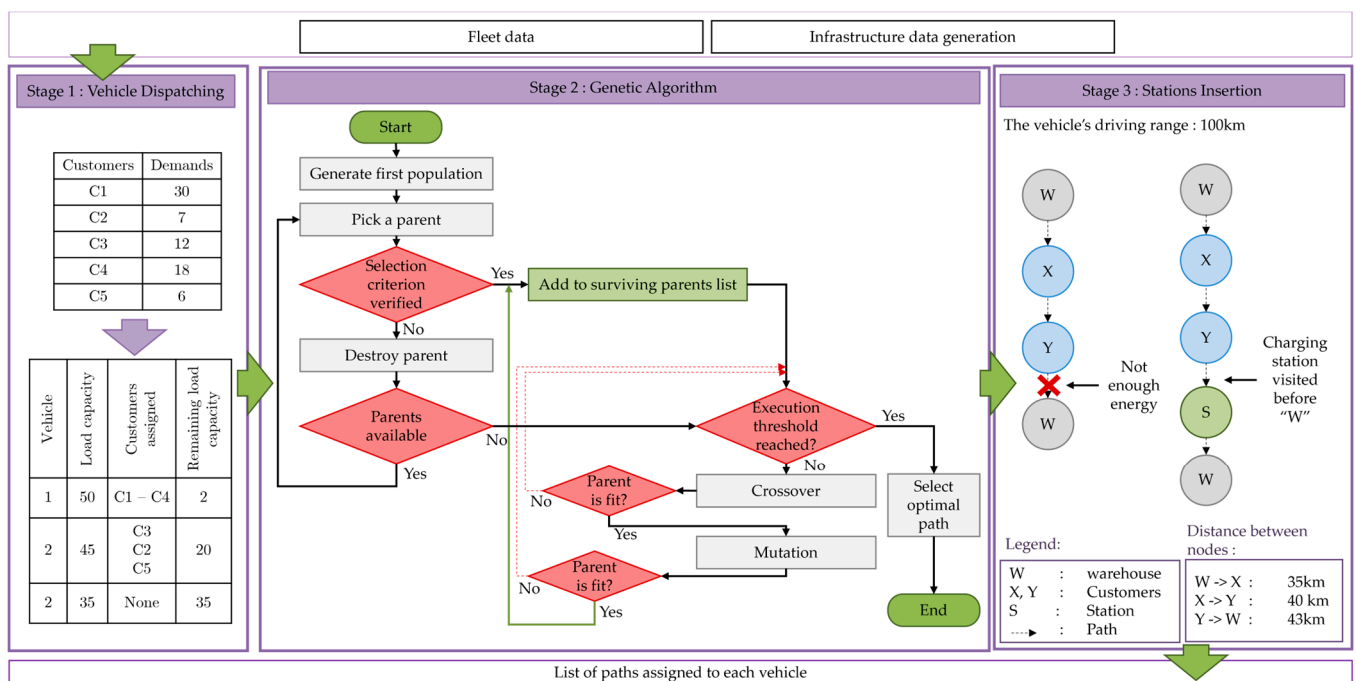 Fleet data
Infrastructure data generation
Stage 1 : Vehicle Dispatching
Customers Demands
C1 30
C2 7
C3 12
C4 18
C5 6
Vehicle
Load capacity
Customers
assigned
Remaining load
capacity
1 50 C1 – C4 2
2 45 C3
C2
C5
20
2 35 None 35
Stage 2 : Genetic Algorithm
Start
Generate first population
Pick a parent
Selection
criterion
verified
Yes
Add to surviving parents list
No
Destroy parent
Parents
available
No
Yes
Execution
threshold
reached?
Yes
No
Crossover
Parent
is fit?
No
Yes
Mutation
Parent
is fit?
No
Yes
Select
optimal
path
End
Stage 3 : Stations Insertion
The vehicle's driving range : 100km
W
X
Y
W
Not
enough
energy
W
X
Y
S
W
Charging
station
visited
before
“W”
Legend:
W : warehouse
X, Y : Customers
S : Station
: Path
Distance between
nodes :
W -> X : 35km
X -> Y : 40 km
Y -> W : 43km
List of paths assigned to each vehicle